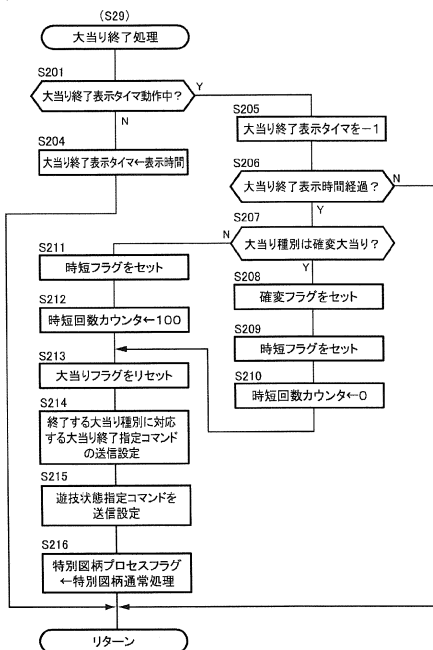 (S29)
大当り終了処理
S201
大当り終了表示タイマ動作中?
Y
N
S204
大当り終了表示タイマ←表示時間
S205
大当り終了表示タイマを−1
S206
大当り終了表示時間経過?
N
Y
S207
大当り種別は確変大当り?
N
Y
S208
確変フラグをセット
S209
時短フラグをセット
S210
時短回数カウンタ←0
S211
時短フラグをセット
S212
時短回数カウンタ←100
S213
大当りフラグをリセット
S214
終了する大当り種別に対応
する大当り終了指定コマンド
の送信設定
S215
遊技状態指定コマンドを
送信設定
S216
特別図柄プロセスフラグ
←特別図柄通常処理
リターン